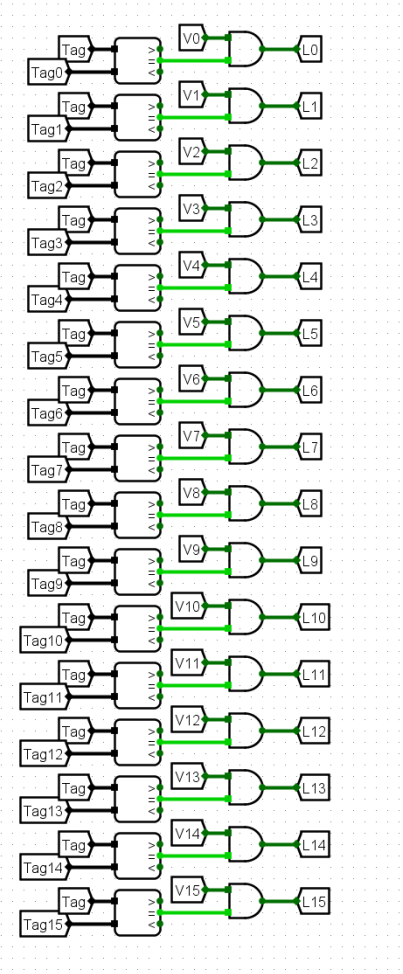 Tag > V0 L0
Tag0 = <
Tag > V1 L1
Tag1 = <
Tag > V2 L2
Tag2 = <
Tag > V3 L3
Tag3 = <
Tag > V4 L4
Tag4 = <
Tag > V5 L5
Tag5 = <
Tag > V6 L6
Tag6 = <
Tag > V7 L7
Tag7 = <
Tag > V8 L8
Tag8 = <
Tag > V9 L9
Tag9 = <
Tag > V10 L10
Tag10 = <
Tag > V11 L11
Tag11 = <
Tag > V12 L12
Tag12 = <
Tag > V13 L13
Tag13 = <
Tag > V14 L14
Tag14 = <
Tag > V15 L15
Tag15 = <